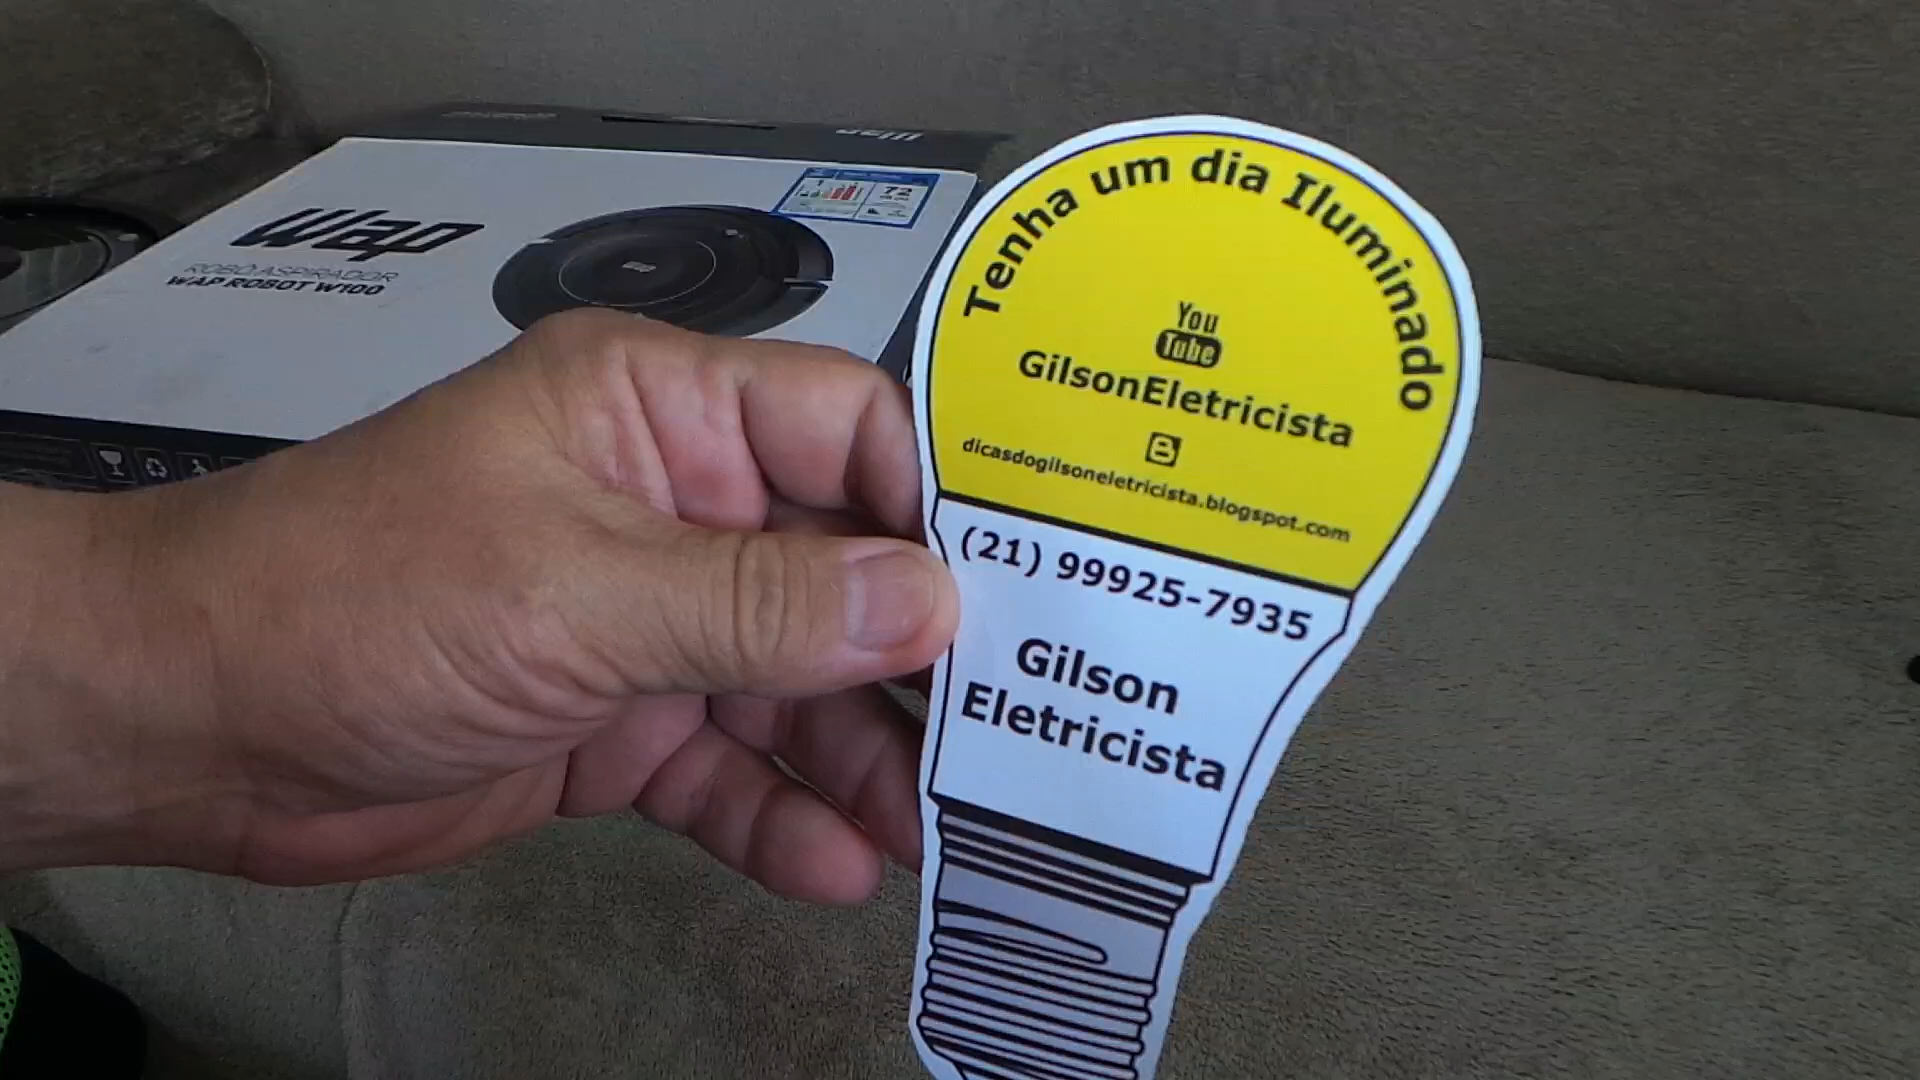 Wap
ROBÔ ASPIRADOR
WAP ROBOT W100
72
Tenha um dia Iluminado
You
Tube
GilsonEletricista
dicasdogilsoneletricista.blogspot.com
(21) 99925-7935
Gilson
Eletricista